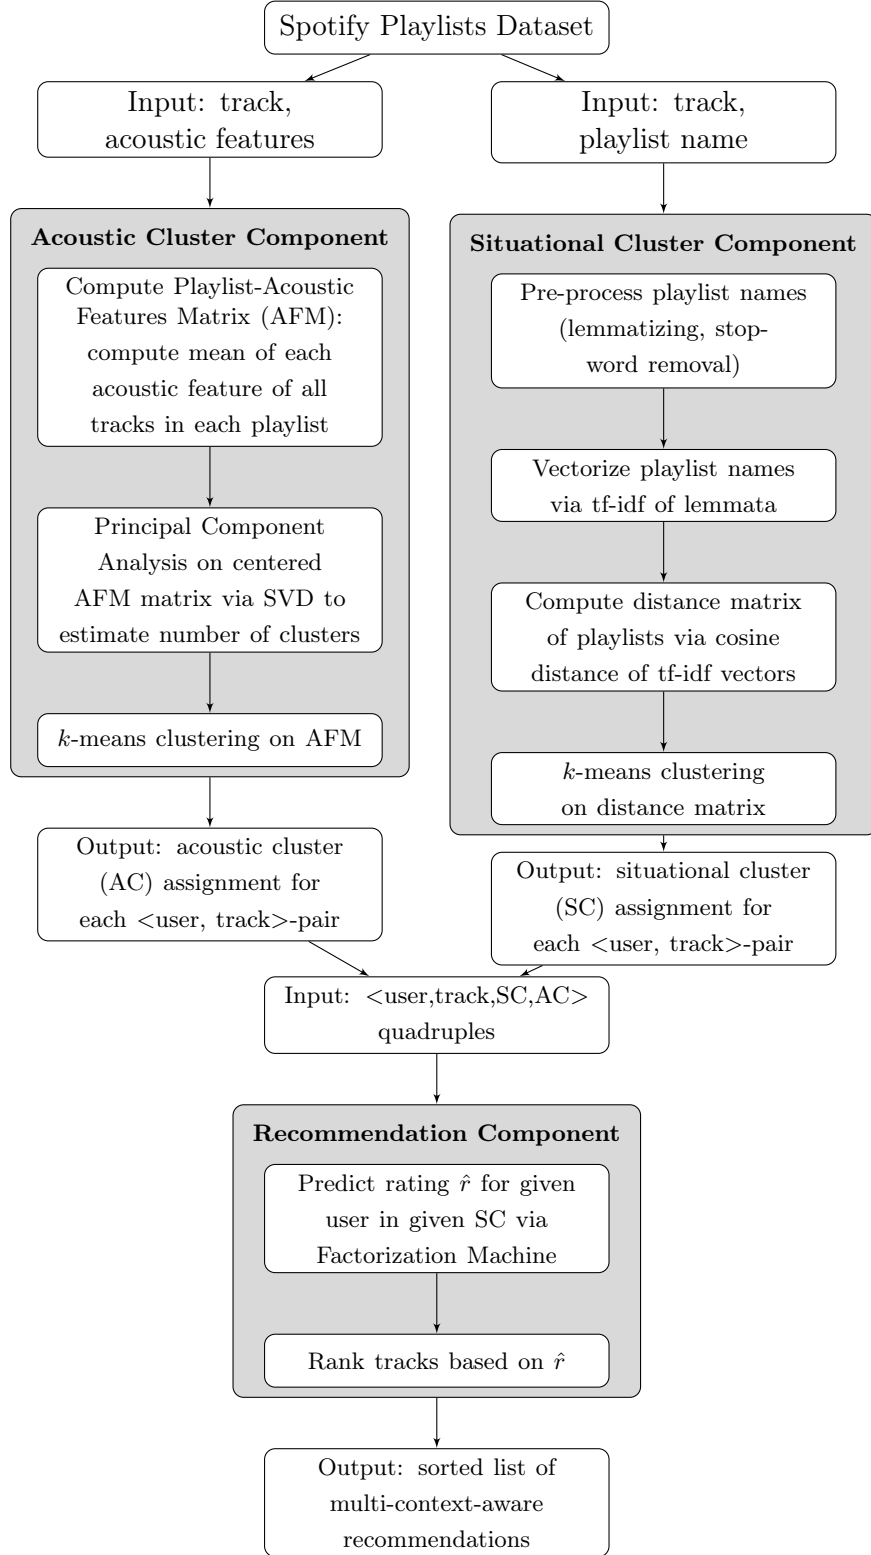 Spotify Playlists Dataset
Input: track,
acoustic features
Input: track,
playlist name
Acoustic Cluster Component
Compute Playlist-Acoustic
Features Matrix (AFM):
compute mean of each
acoustic feature of all
tracks in each playlist
Principal Component
Analysis on centered
AFM matrix via SVD to
estimate number of clusters
k-means clustering on AFM
Output: acoustic cluster
(AC) assignment for
each <user, track>-pair
Situational Cluster Component
Pre-process playlist names
(lemmatizing, stop-
word removal)
Vectorize playlist names
via tf-idf of lemmata
Compute distance matrix
of playlists via cosine
distance of tf-idf vectors
k-means clustering
on distance matrix
Output: situational cluster
(SC) assignment for
each <user, track>-pair
Input: <user,track,SC,AC>
quadruples
Recommendation Component
Predict rating r̂ for given
user in given SC via
Factorization Machine
Rank tracks based on r̂
Output: sorted list of
multi-context-aware
recommendations